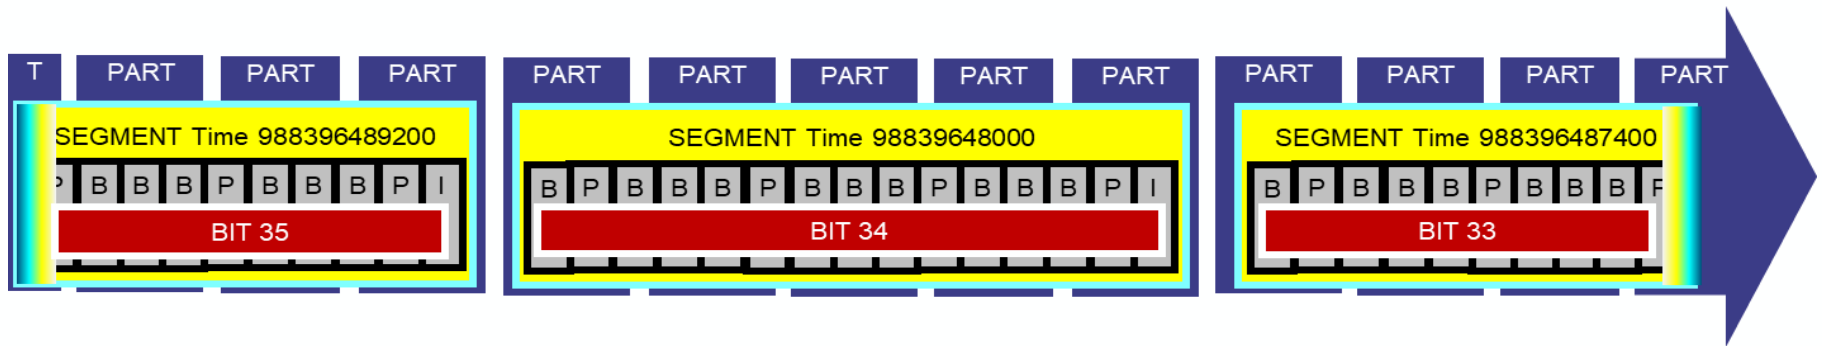 T PART PART PART PART PART PART PART PART PART PART PART PART
SEGMENT Time 988396489200 SEGMENT Time 98839648000 SEGMENT Time 988396487400
P B B B P B B B P I B P B B B P B B B P B B B P I B P B B B P B B B P
BIT 35 BIT 34 BIT 33